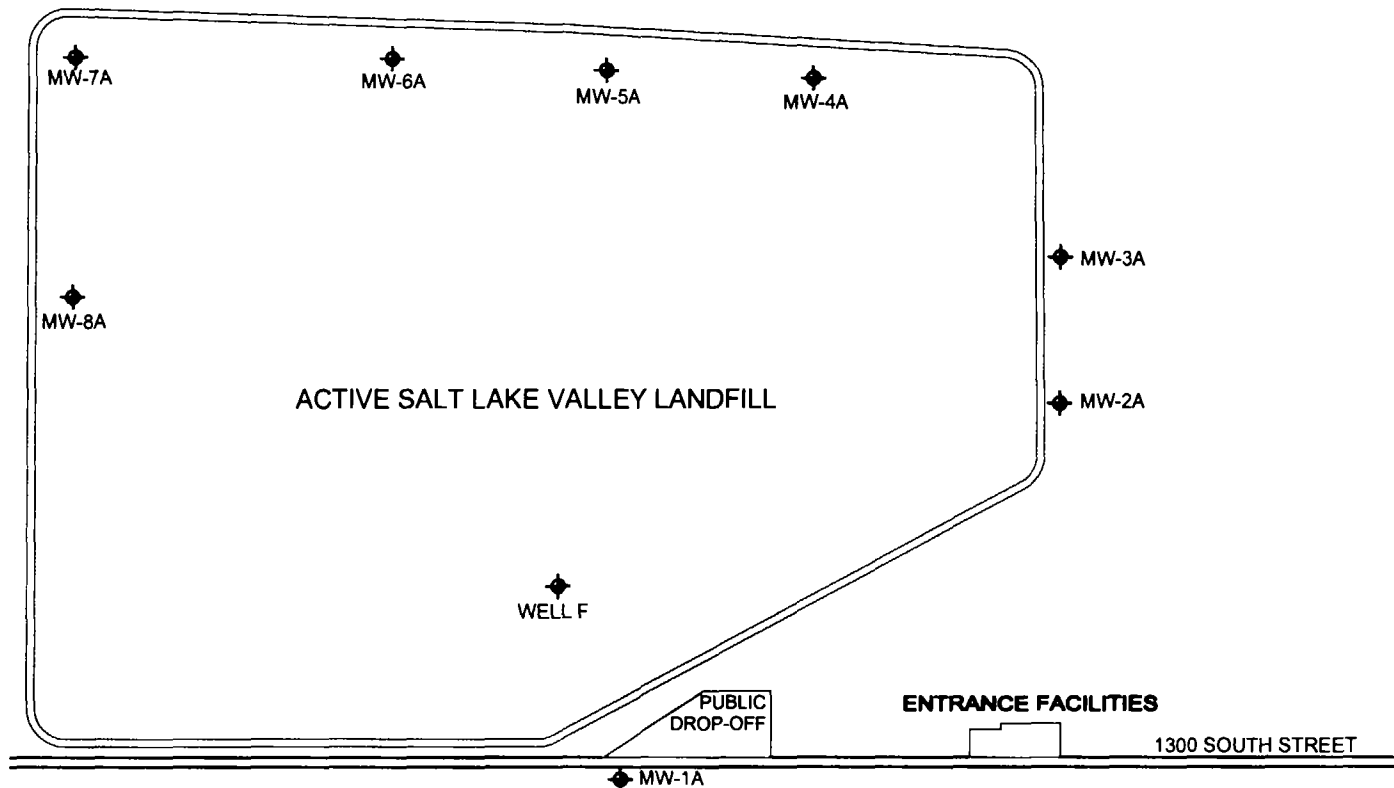 MW-7A
MW-6A
MW-5A
MW-4A
MW-3A
MW-8A
ACTIVE SALT LAKE VALLEY LANDFILL
MW-2A
WELL F
PUBLIC
DROP-OFF
ENTRANCE FACILITIES
1300 SOUTH STREET
MW-1A